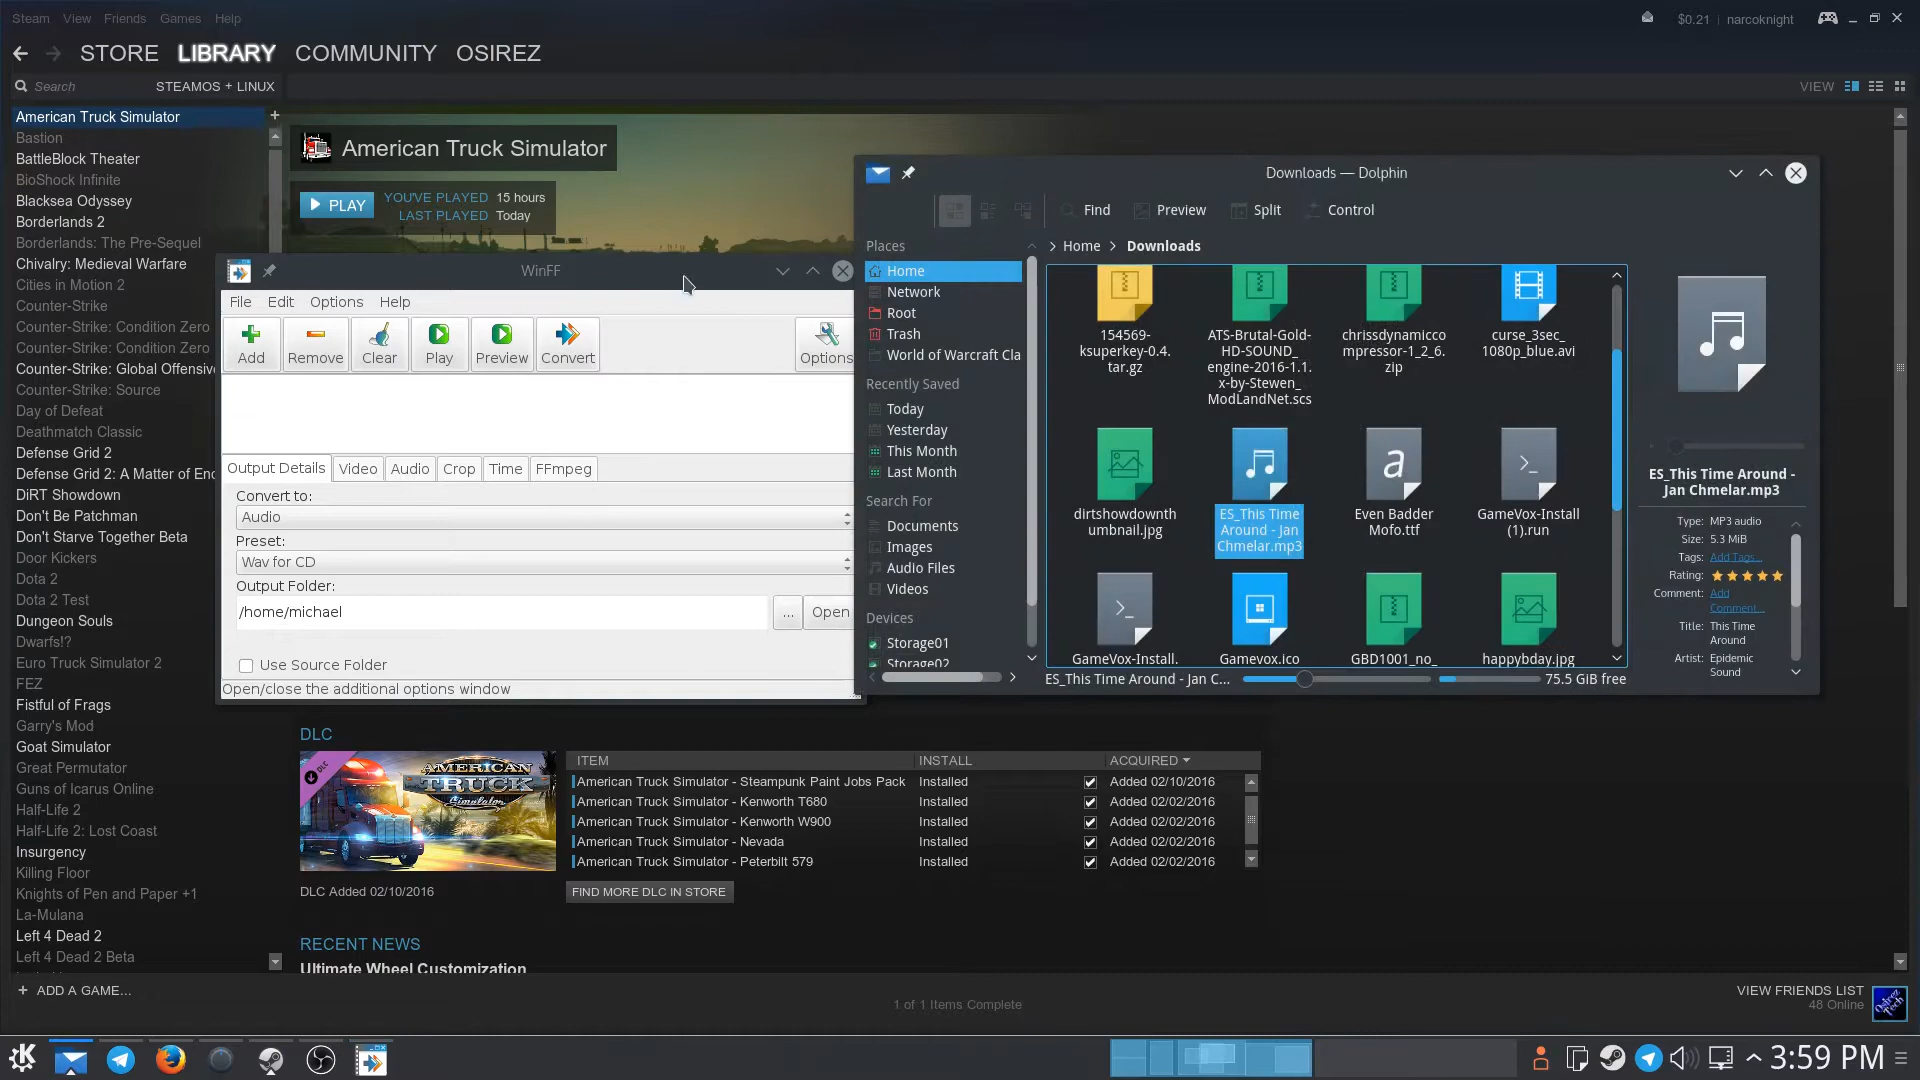 Steam View Friends Games Help
$0.21 | narcoknight
STORE LIBRARY COMMUNITY OSIREZ
Search STEAMOS + LINUX
VIEW
American Truck Simulator
Bastion
BattleBlock Theater
BioShock Infinite
Blacksea Odyssey
Borderlands 2
Borderlands: The Pre-Sequel
Chivalry: Medieval Warfare
Cities in Motion 2
Counter-Strike
Counter-Strike: Condition Zero
Counter-Strike: Condition Zero
Counter-Strike: Global Offensive
Counter-Strike: Source
Day of Defeat
Deathmatch Classic
Defense Grid 2
Defense Grid 2: A Matter of End
DiRT Showdown
Don't Be Patchman
Don't Starve Together Beta
Door Kickers
Dota 2
Dota 2 Test
Dungeon Souls
Dwarfs!?
Euro Truck Simulator 2
FEZ
Fistful of Frags
Garry's Mod
Goat Simulator
Great Permutator
Guns of Icarus Online
Half-Life 2
Half-Life 2: Lost Coast
Insurgency
Killing Floor
Knights of Pen and Paper +1
La-Mulana
Left 4 Dead 2
Left 4 Dead 2 Beta
+ ADD A GAME...
American Truck Simulator
PLAY
YOU'VE PLAYED 15 hours
LAST PLAYED Today
WinFF
File Edit Options Help
Add Remove Clear Play Preview Convert Options
Output Details Video Audio Crop Time FFmpeg
Convert to:
Audio
Preset:
Wav for CD
Output Folder:
/home/michael
... Open
Use Source Folder
Open/close the additional options window
Downloads — Dolphin
Find Preview Split Control
Places
Home
Network
Root
Trash
World of Warcraft Cla
Recently Saved
Today
Yesterday
This Month
Last Month
Search For
Documents
Images
Audio Files
Videos
Devices
Storage01
Storage02
> Home > Downloads
154569-
ksuperkey-0.4.
tar.gz
ATS-Brutal-Gold-
HD-SOUND_
engine-2016-1.1.
x-by-Stewen_
ModLandNet.scs
chrissdynamicco
mpressor-1_2_6.
zip
curse_3sec_
1080p_blue.avi
dirtshowdownth
umbnail.jpg
ES_This Time
Around - Jan
Chmelar.mp3
Even Badder
Mofo.ttf
GameVox-Install
(1).run
GameVox-Install.
Gamevox.ico
GBD1001_no_
happybday.jpg
ES_This Time Around - Jan C...
75.5 GiB free
ES_This Time Around -
Jan Chmelar.mp3
Type: MP3 audio
Size: 5.3 MiB
Tags: Add Tags...
Rating:
Comment: Add
Comment...
Title: This Time
Around
Artist: Epidemic
Sound
DLC
DLC
AMERICAN
TRUCK
Simulator
DLC Added 02/10/2016
ITEM INSTALL ACQUIRED
American Truck Simulator - Steampunk Paint Jobs Pack Installed Added 02/10/2016
American Truck Simulator - Kenworth T680 Installed Added 02/02/2016
American Truck Simulator - Kenworth W900 Installed Added 02/02/2016
American Truck Simulator - Nevada Installed Added 02/02/2016
American Truck Simulator - Peterbilt 579 Installed Added 02/02/2016
FIND MORE DLC IN STORE
RECENT NEWS
Ultimate Wheel Customization
1 of 1 Items Complete
VIEW FRIENDS LIST
48 Online
Osirez
Tech
3:59 PM